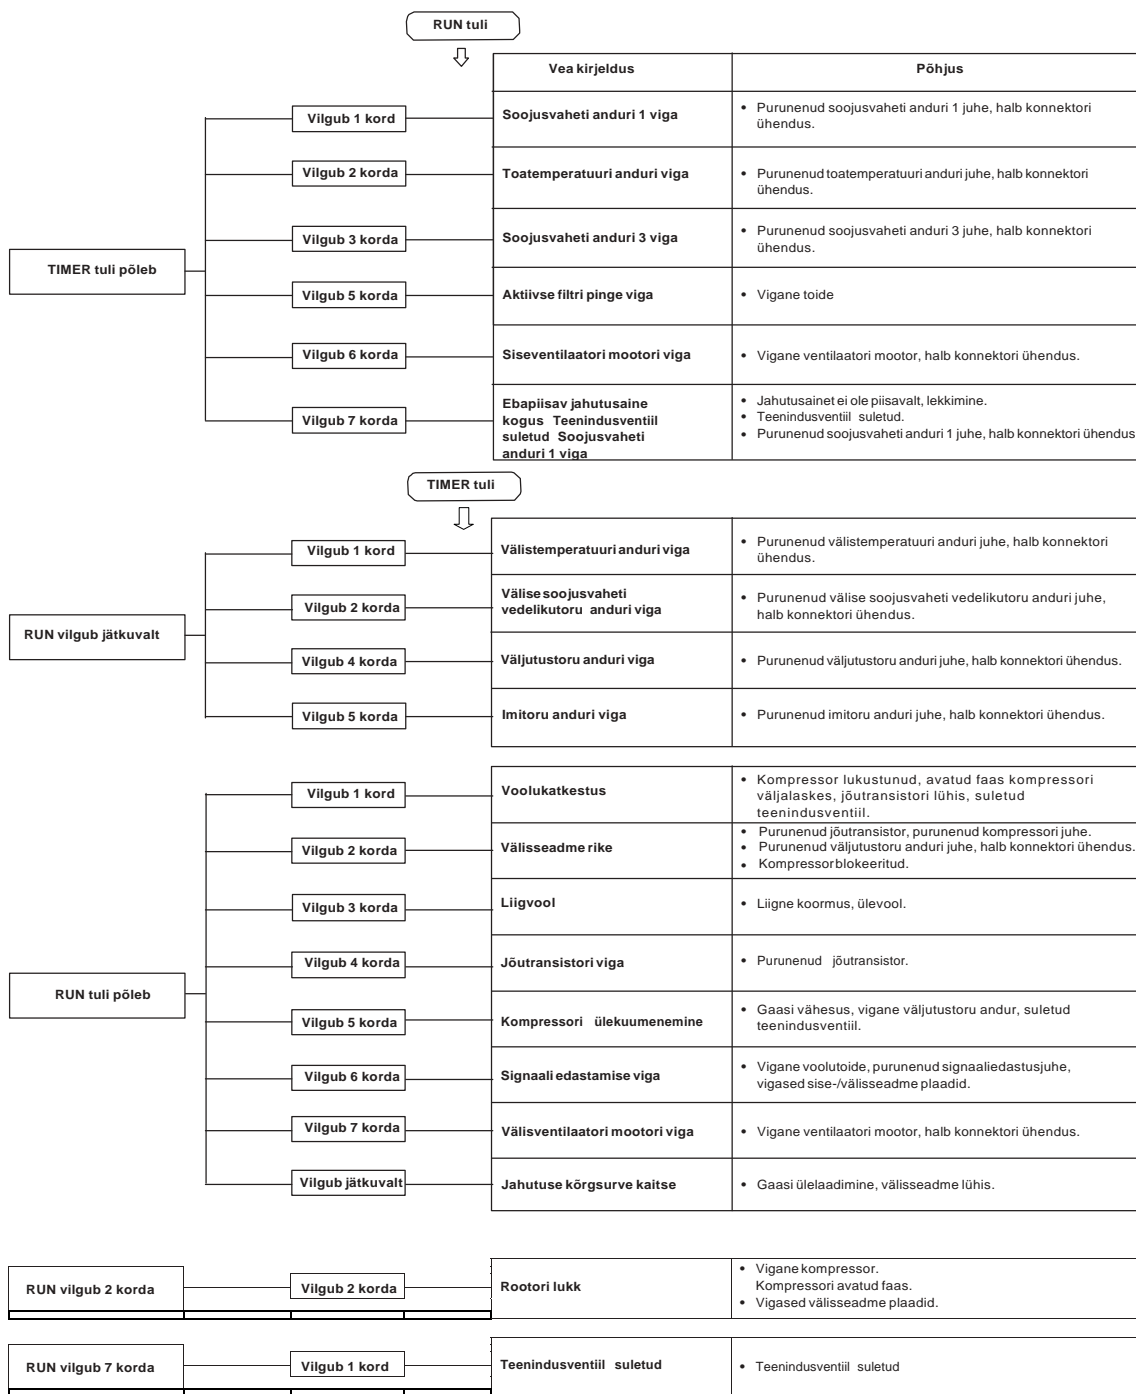 RUN tuli
Vea kirjeldus
Põhjus
Vilgub 1 kord
Soojusvaheti anduri 1 viga
• Purunenud soojusvaheti anduri 1 juhe, halb konnektori
ühendus.
Vilgub 2 korda
Toatemperatuuri anduri viga
• Purunenud toatemperatuuri anduri juhe, halb konnektori
ühendus.
Vilgub 3 korda
Soojusvaheti anduri 3 viga
• Purunenud soojusvaheti anduri 3 juhe, halb konnektori
ühendus.
TIMER tuli põleb
Vilgub 5 korda
Aktiivse filtri pinge viga
• Vigane toide
Vilgub 6 korda
Siseventilaatori mootori viga
• Vigane ventilaatori mootor, halb konnektori ühendus.
Vilgub 7 korda
Ebapiisav jahutusaine
kogus Teenindusventiil
suletud Soojusvaheti
anduri 1 viga
• Jahutusainet ei ole piisavalt, lekkimine.
• Teenindusventiil suletud.
• Purunenud soojusvaheti anduri 1 juhe, halb konnektori ühendus
TIMER tuli
Vilgub 1 kord
Välistemperatuuri anduri viga
• Purunenud välistemperatuuri anduri juhe, halb konnektori
ühendus.
Vilgub 2 korda
Välise soojusvaheti
vedelikutoru anduri viga
• Purunenud välise soojusvaheti vedelikutoru anduri juhe,
halb konnektori ühendus.
RUN vilgub jätkuvalt
Vilgub 4 korda
Väljutustoru anduri viga
• Purunenud väljutustoru anduri juhe, halb konnektori ühendus.
Vilgub 5 korda
Imitoru anduri viga
• Purunenud imitoru anduri juhe, halb konnektori ühendus.
Vilgub 1 kord
Voolukatkestus
• Kompressor lukustunud, avatud faas kompressori
väljalaskes, jõutransistori lühis, suletud
teenindusventiil.
Vilgub 2 korda
Välisseadme rike
• Purunenud jõutransistor, purunenud kompressori juhe.
• Purunenud väljutustoru anduri juhe, halb konnektori ühendus.
• Kompressor blokeeritud.
Vilgub 3 korda
Liigvool
• Liigne koormus, ülevool.
Vilgub 4 korda
Jõutransistori viga
• Purunenud jõutransistor.
RUN tuli põleb
Vilgub 5 korda
Kompressori ülekuumenemine
• Gaasi vähesus, vigane väljutustoru andur, suletud
teenindusventiil.
Vilgub 6 korda
Signaali edastamise viga
• Vigane voolutoide, purunenud signaaliedastusjuhe,
vigased sise-/välisseadme plaadid.
Vilgub 7 korda
Välisventilaatori mootori viga
• Vigane ventilaatori mootor, halb konnektori ühendus.
Vilgub jätkuvalt
Jahutuse kõrgsurve kaitse
• Gaasi ülelaadimine, välisseadme lühis.
RUN vilgub 2 korda
Vilgub 2 korda
Rootori lukk
• Vigane kompressor.
Kompressori avatud faas.
• Vigased välisseadme plaadid.
RUN vilgub 7 korda
Vilgub 1 kord
Teenindusventiil suletud
• Teenindusventiil suletud